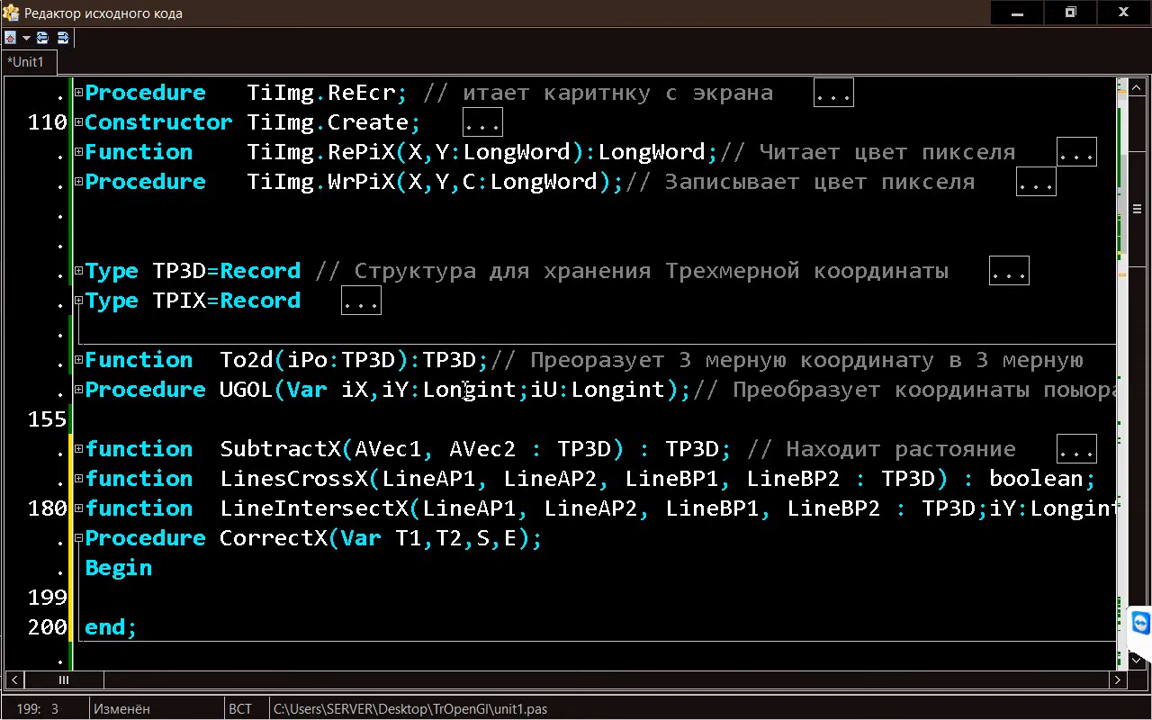 Редактор исходного кода
*Unit1
Procedure TiImg.ReEcr; // итает каритнку с экрана ...
110 Constructor TiImg.Create; ...
Function TiImg.RePiX(X,Y:LongWord):LongWord;// Читает цвет пикселя ...
Procedure TiImg.WrPiX(X,Y,C:LongWord);// Записывает цвет пикселя ...
Type TP3D=Record // Структура для хранения Трехмерной координаты ...
Type TPIX=Record ...
Function To2d(iPo:TP3D):TP3D;// Преоразует 3 мерную координату в 3 мерную
Procedure UGOL(Var iX,iY:Longint;iU:Longint);// Преобразует координаты поыора
155
function SubtractX(AVec1, AVec2 : TP3D) : TP3D; // Находит растояние ...
function LinesCrossX(LineAP1, LineAP2, LineBP1, LineBP2 : TP3D) : boolean;
180 function LineIntersectX(LineAP1, LineAP2, LineBP1, LineBP2 : TP3D;iY:Longint
Procedure CorrectX(Var T1,T2,S,E);
Begin
199
200 end;
199: 3 Изменён ВСТ C:\Users\SERVER\Desktop\TrOpenGl\unit1.pas